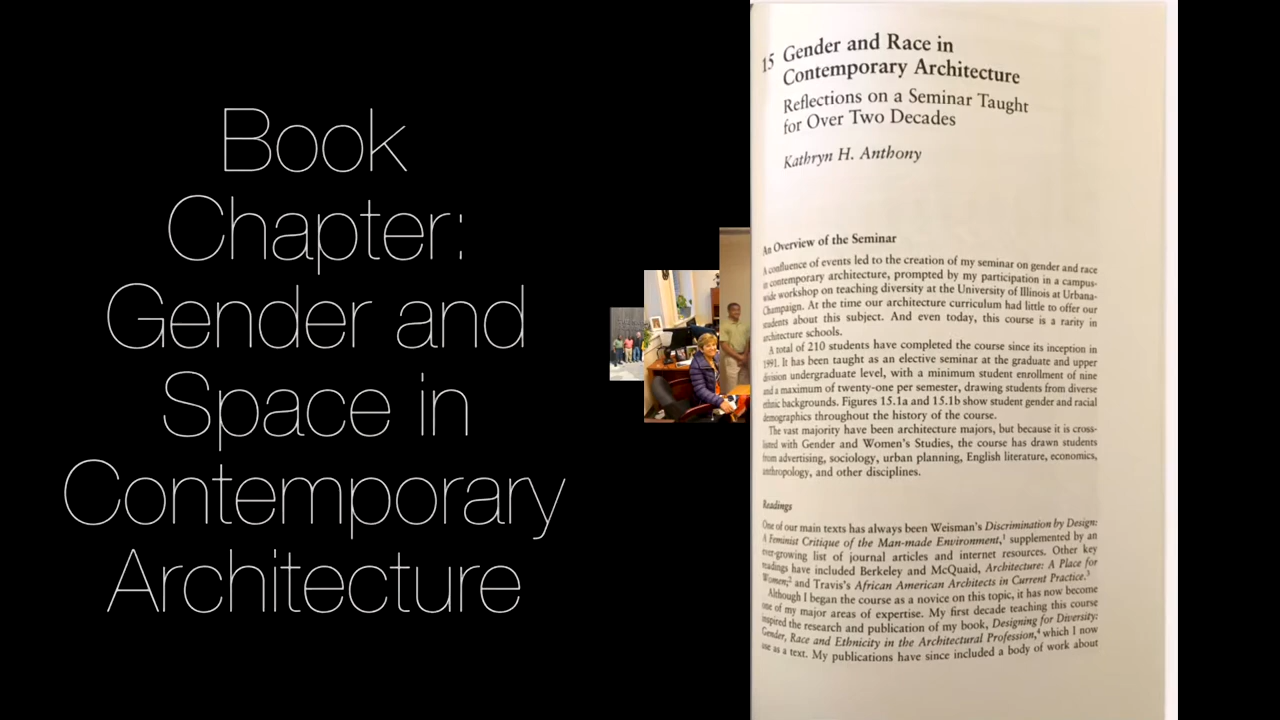 Book
Chapter:
Gender and
Space in
Contemporary
Architecture
15 Gender and Race in
Contemporary Architecture
Reflections on a Seminar Taught
for Over Two Decades
Kathryn H. Anthony
An Overview of the Seminar
A confluence of events led to the creation of my seminar on gender and race
in contemporary architecture, prompted by my participation in a campus-
wide workshop on teaching diversity at the University of Illinois at Urbana-
Champaign. At the time our architecture curriculum had little to offer our
students about this subject. And even today, this course is a rarity in
architecture schools.
A total of 210 students have completed the course since its inception in
1991. It has been taught as an elective seminar at the graduate and upper
division undergraduate level, with a minimum student enrollment of nine
and a maximum of twenty-one per semester, drawing students from diverse
ethnic backgrounds. Figures 15.1a and 15.1b show student gender and racial
demographics throughout the history of the course.
The vast majority have been architecture majors, but because it is cross-
listed with Gender and Women's Studies, the course has drawn students
from advertising, sociology, urban planning, English literature, economics,
anthropology, and other disciplines.
Readings
One of our main texts has always been Weisman's Discrimination by Design:
A Feminist Critique of the Man-made Environment,1 supplemented by an
ever-growing list of journal articles and internet resources. Other key
readings have included Berkeley and McQuaid, Architecture: A Place for
Women;2 and Travis's African American Architects in Current Practice.3
Although I began the course as a novice on this topic, it has now become
one of my major areas of expertise. My first decade teaching this course
inspired the research and publication of my book, Designing for Diversity:
Gender, Race and Ethnicity in the Architectural Profession,4 which I now
use as a text. My publications have since included a body of work about